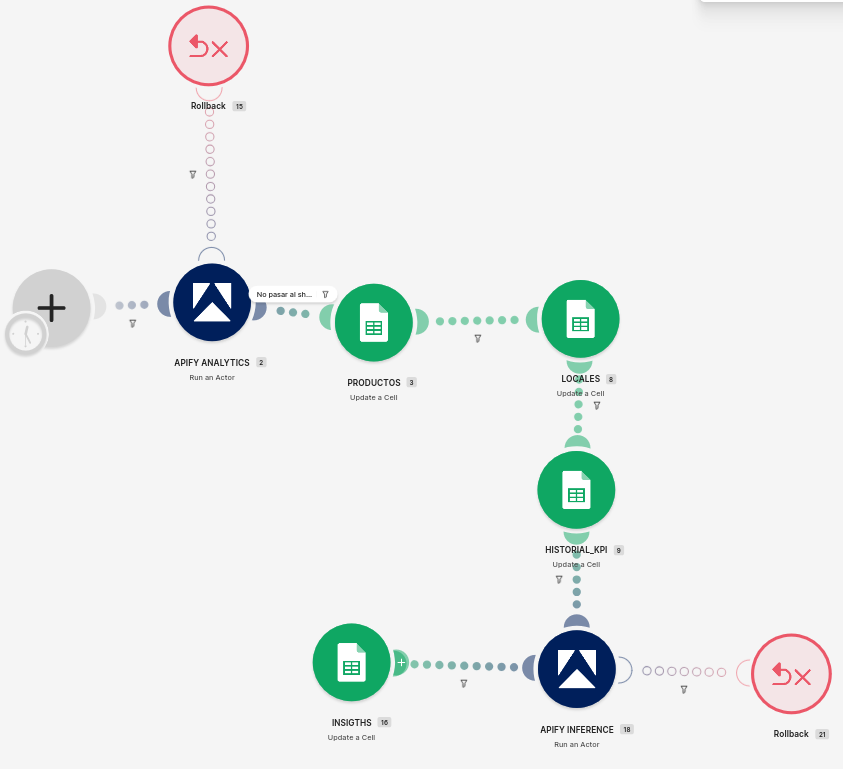 Rollback 15
No pasar al sh...
APIFY ANALYTICS 2
Run an Actor
PRODUCTOS 3
Update a Cell
LOCALES 8
Update a Cell
HISTORIAL_KPI 9
Update a Cell
INSIGTHS 16
Update a Cell
APIFY INFERENCE 18
Run an Actor
Rollback 21